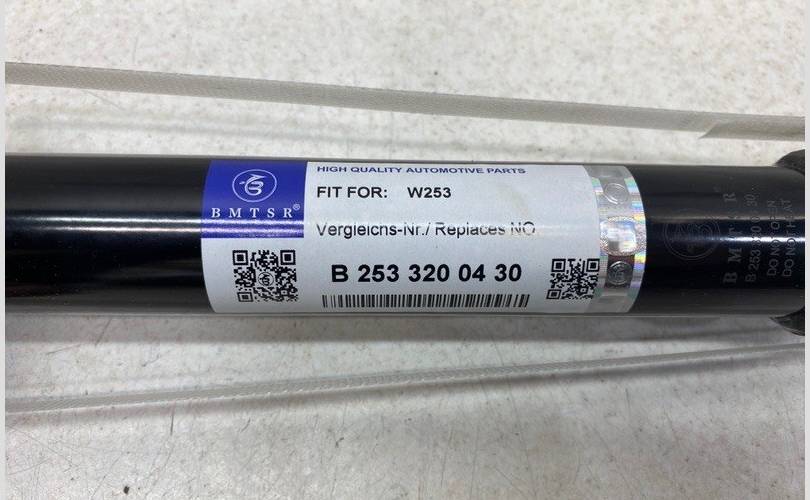 BMTSR®
HIGH QUALITY AUTOMOTIVE PARTS
FIT FOR: W253
Vergleichs-Nr./ Replaces NO.
B 253 320 04 30
BMTSR
B 253 320 04 30
DO NOT OPEN
DO NOT HEAT